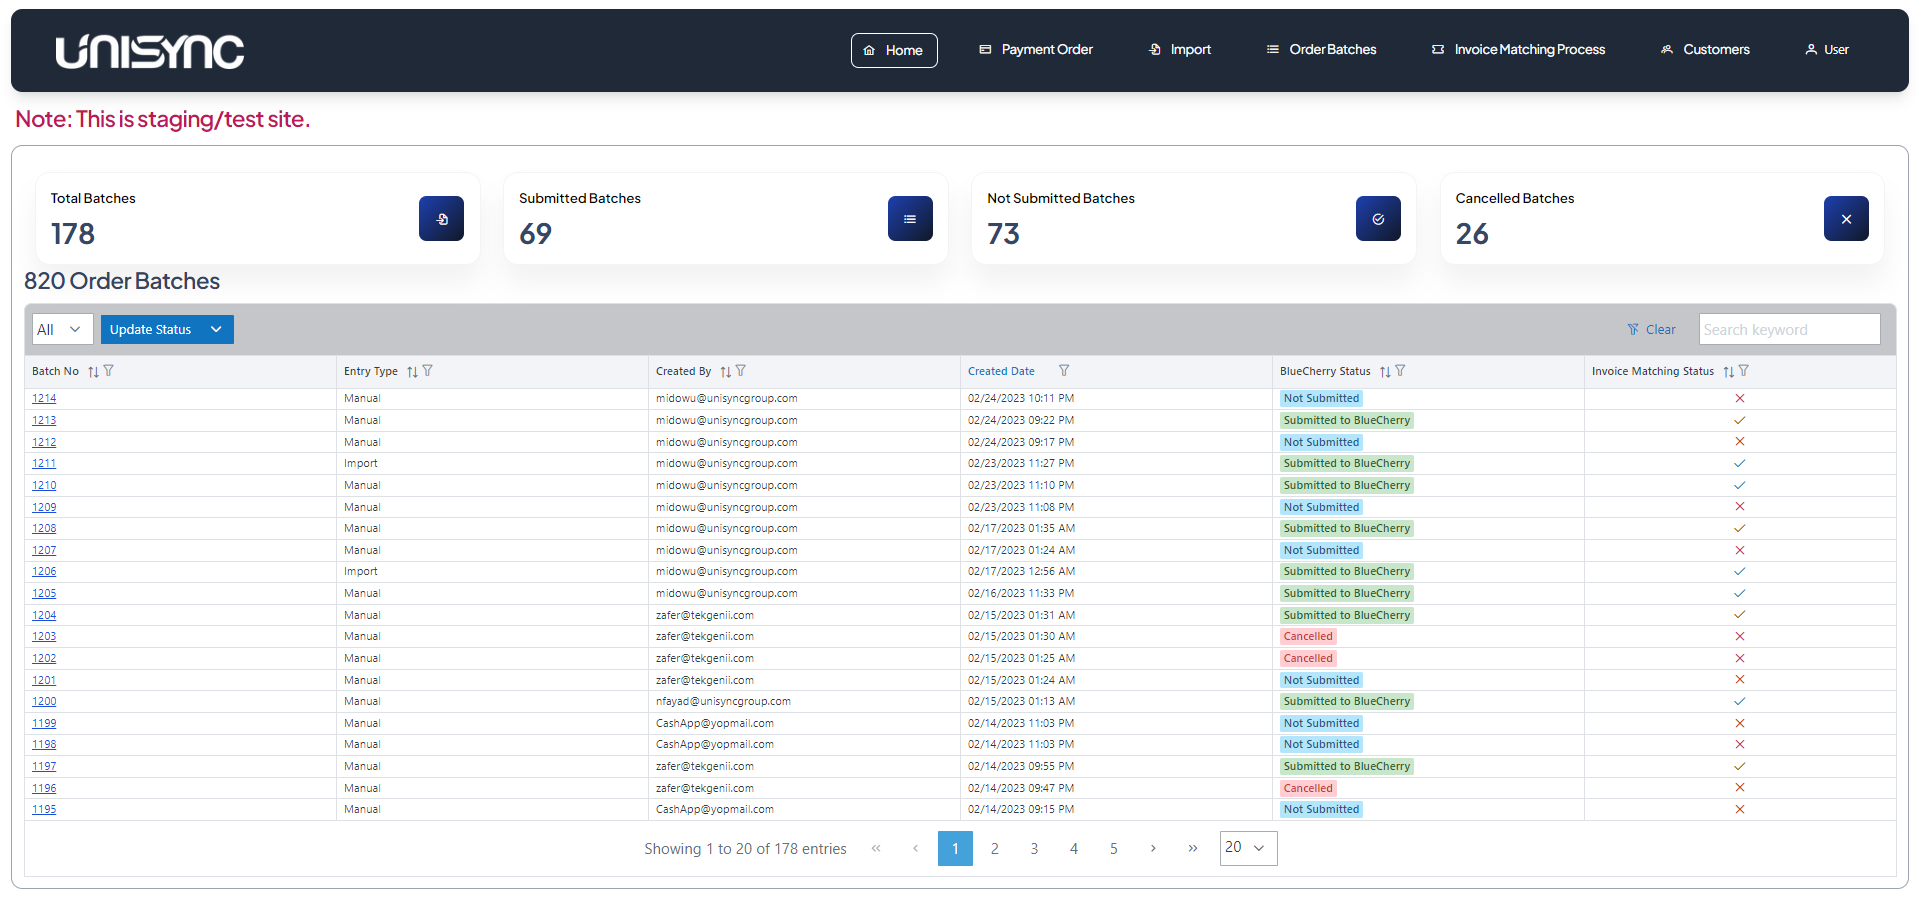 UNISYNC
Home Payment Order Import Order Batches Invoice Matching Process Customers User
Note: This is staging/test site.
Total Batches
178
Submitted Batches
69
Not Submitted Batches
73
Cancelled Batches
26
820 Order Batches
All Update Status Clear Search keyword
Batch No Entry Type Created By Created Date BlueCherry Status Invoice Matching Status
1214 Manual midowu@unisyncgroup.com 02/24/2023 10:11 PM Not Submitted
1213 Manual midowu@unisyncgroup.com 02/24/2023 09:22 PM Submitted to BlueCherry
1212 Manual midowu@unisyncgroup.com 02/24/2023 09:17 PM Not Submitted
1211 Import midowu@unisyncgroup.com 02/23/2023 11:27 PM Submitted to BlueCherry
1210 Manual midowu@unisyncgroup.com 02/23/2023 11:10 PM Submitted to BlueCherry
1209 Manual midowu@unisyncgroup.com 02/23/2023 11:08 PM Not Submitted
1208 Manual midowu@unisyncgroup.com 02/17/2023 01:35 AM Submitted to BlueCherry
1207 Manual midowu@unisyncgroup.com 02/17/2023 01:24 AM Not Submitted
1206 Import midowu@unisyncgroup.com 02/17/2023 12:56 AM Submitted to BlueCherry
1205 Manual midowu@unisyncgroup.com 02/16/2023 11:33 PM Submitted to BlueCherry
1204 Manual zafer@tekgenii.com 02/15/2023 01:31 AM Submitted to BlueCherry
1203 Manual zafer@tekgenii.com 02/15/2023 01:30 AM Cancelled
1202 Manual zafer@tekgenii.com 02/15/2023 01:25 AM Cancelled
1201 Manual zafer@tekgenii.com 02/15/2023 01:24 AM Not Submitted
1200 Manual nfayad@unisyncgroup.com 02/15/2023 01:13 AM Submitted to BlueCherry
1199 Manual CashApp@yopmail.com 02/14/2023 11:03 PM Not Submitted
1198 Manual CashApp@yopmail.com 02/14/2023 11:03 PM Not Submitted
1197 Manual zafer@tekgenii.com 02/14/2023 09:55 PM Submitted to BlueCherry
1196 Manual zafer@tekgenii.com 02/14/2023 09:47 PM Cancelled
1195 Manual CashApp@yopmail.com 02/14/2023 09:15 PM Not Submitted
Showing 1 to 20 of 178 entries « ‹ 1 2 3 4 5 › » 20